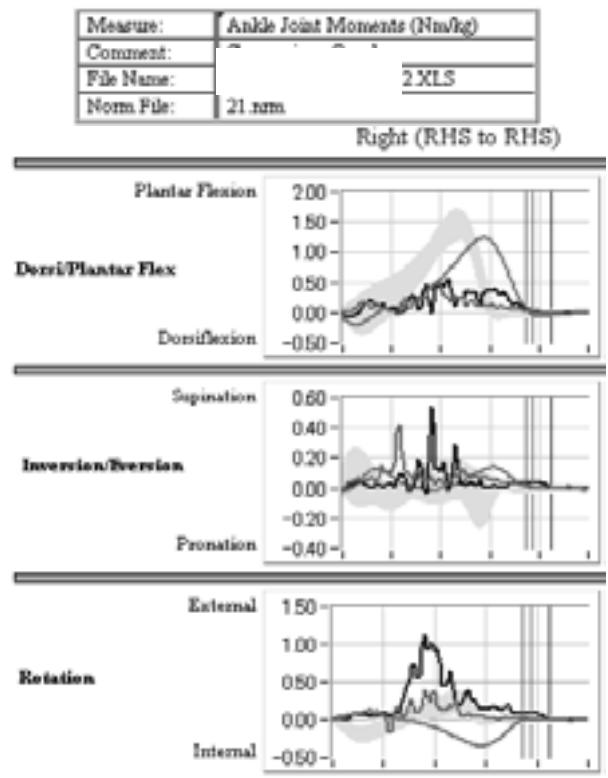 Measure: Ankle Joint Moments (Nm/kg)
Comment:
File Name: 2.XLS
Norm File: 21.nrm
Right (RHS to RHS)
Plantar Flexion
2.00
1.50
1.00
Dorsi/Plantar Flex
0.50
0.00
Dorsiflexion
-0.50
Supination
0.60
0.40
0.20
Inversion/Eversion
0.00
-0.20
Pronation
-0.40
External
1.50
1.00
0.50
Rotation
0.00
Internal
-0.50